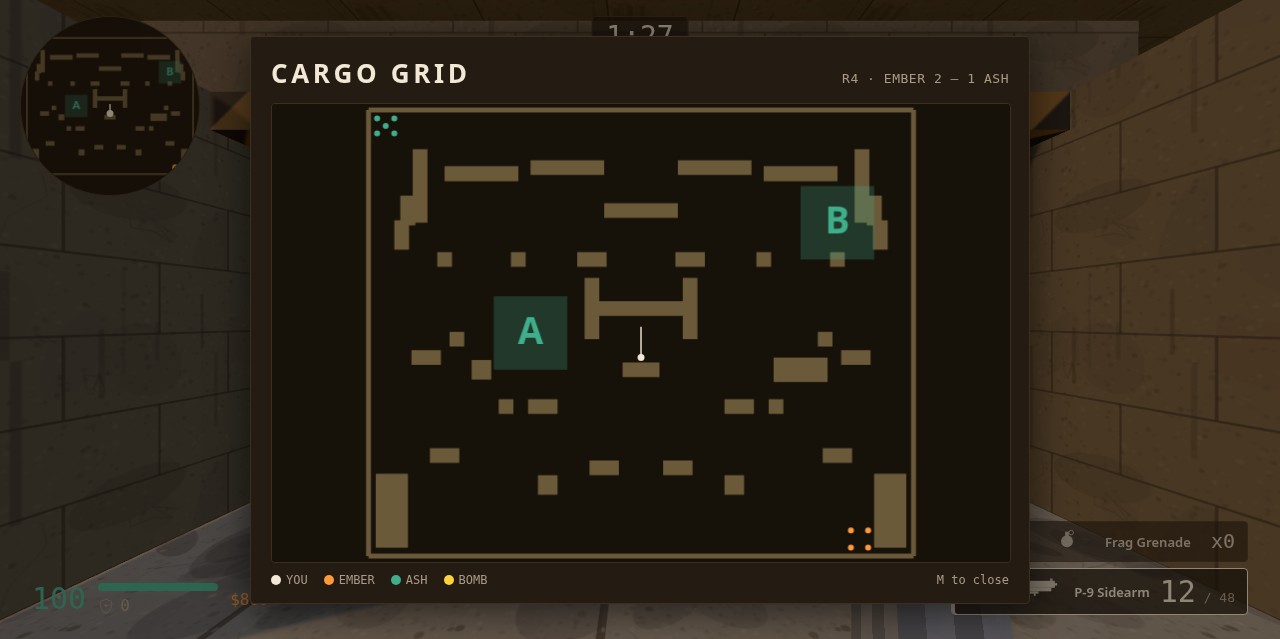 1:27
CARGO GRID
R4 · EMBER 2 — 1 ASH
B
A
B
A
YOU
EMBER
ASH
BOMB
M to close
Frag Grenade x0
P-9 Sidearm 12 / 48
100
0
$8